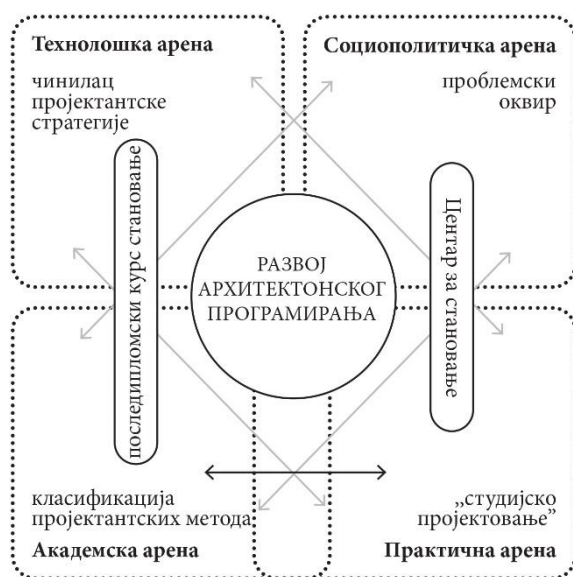 Технолошка арена
чинилац
пројектантске
стратегије
Социополитичка арена
проблемски
оквир
последипломски курс становање
РАЗВОЈ
АРХИТЕКТОНСКОГ
ПРОГРАМИРАЊА
Центар за становање
класификација
пројектантских метода
Академска арена
„студијско
пројектовање”
Практична арена